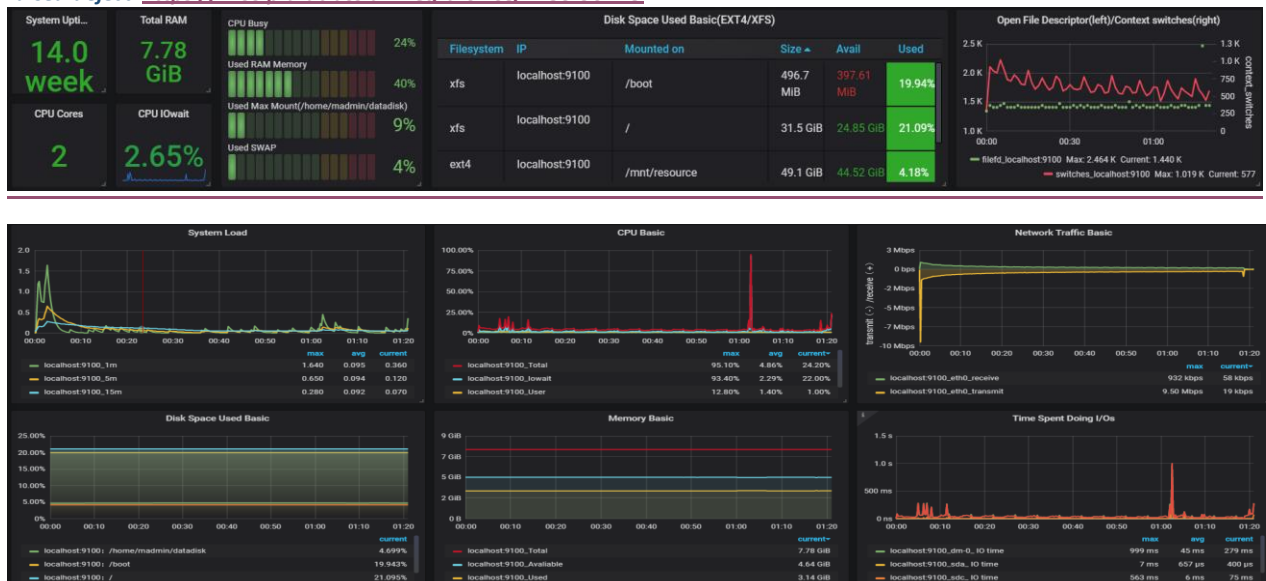 System Upti...
14.0
week
Total RAM
7.78
GiB
CPU Cores
2
CPU IOwait
2.65%
CPU Busy
24%
Used RAM Memory
40%
Used Max Mount(/home/madmin/datadisk)
9%
Used SWAP
4%
Disk Space Used Basic(EXT4/XFS)
Filesystem IP Mounted on Size Avail Used
xfs localhost:9100 /boot 496.7 MiB 397.61 MiB 19.94%
xfs localhost:9100 / 31.5 GiB 24.85 GiB 21.09%
ext4 localhost:9100 /mnt/resource 49.1 GiB 44.52 GiB 4.18%
Open File Descriptor(left)/Context switches(right)
2.5 K 1.3 K
1.0 K
2.0 K 750
500
1.5 K 250
1.0 K 0
context_switches
00:00 00:30 01:00
filefd_localhost:9100 Max: 2.464 K Current: 1.440 K
switches_localhost:9100 Max: 1.019 K Current: 577
System Load
2.0
1.5
1.0
0.5
0
00:00 00:10 00:20 00:30 00:40 00:50 01:00 01:10 01:20
max avg current
localhost:9100_1m 1.640 0.095 0.360
localhost:9100_5m 0.650 0.094 0.120
localhost:9100_15m 0.280 0.092 0.070
CPU Basic
100.00%
75.00%
50.00%
25.00%
0%
00:00 00:10 00:20 00:30 00:40 00:50 01:00 01:10 01:20
max avg current
localhost:9100_Total 95.10% 4.86% 24.20%
localhost:9100_Iowait 93.40% 2.29% 22.00%
localhost:9100_User 12.80% 1.40% 1.00%
Network Traffic Basic
transmit (-) /receive (+)
3 Mbps
0 bps
-2 Mbps
-5 Mbps
-7 Mbps
-10 Mbps
00:00 00:10 00:20 00:30 00:40 00:50 01:00 01:10 01:20
max current
localhost:9100_eth0_receive 932 kbps 58 kbps
localhost:9100_eth0_transmit 9.50 Mbps 19 kbps
Disk Space Used Basic
25.00%
20.00%
15.00%
10.00%
5.00%
0%
00:00 00:10 00:20 00:30 00:40 00:50 01:00 01:10 01:20
current
localhost:9100: /home/madmin/datadisk 4.699%
localhost:9100: /boot 19.943%
localhost:9100: / 21.095%
Memory Basic
9 GiB
7 GiB
5 GiB
2 GiB
0 B
00:00 00:10 00:20 00:30 00:40 00:50 01:00 01:10 01:20
current
localhost:9100_Total 7.78 GiB
localhost:9100_Available 4.64 GiB
localhost:9100_Used 3.14 GiB
Time Spent Doing I/Os
1.5 s
1.0 s
500 ms
0 ns
00:00 00:10 00:20 00:30 00:40 00:50 01:00 01:10 01:20
max avg current
localhost:9100_dm-0_ IO time 999 ms 45 ms 279 ms
localhost:9100_sda_ IO time 7 ms 657 µs 400 µs
localhost:9100_sdc_ IO time 563 ms 6 ms 75 ms